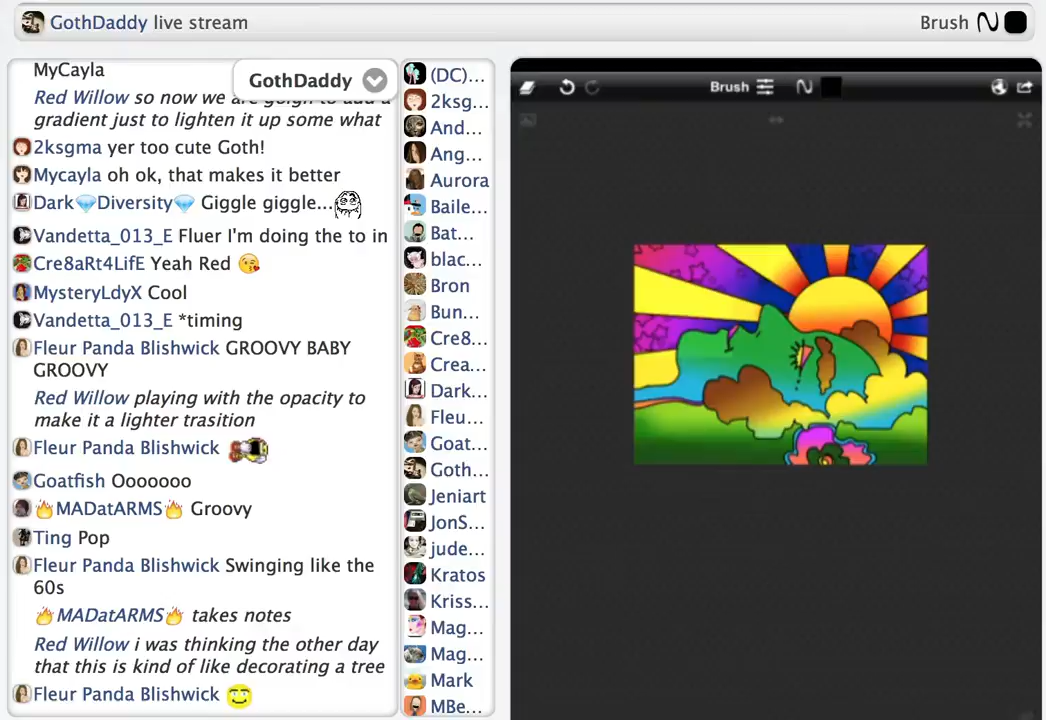 GothDaddy live stream
Brush
MyCayla
GothDaddy
Red Willow so now we are goign to add a
gradient just to lighten it up some what
2ksgma yer too cute Goth!
Mycayla oh ok, that makes it better
Dark💎Diversity💎 Giggle giggle...
Vandetta_013_E Fluer I'm doing the to in
Cre8aRt4LifE Yeah Red 😘
MysteryLdyX Cool
Vandetta_013_E *timing
Fleur Panda Blishwick GROOVY BABY
GROOVY
Red Willow playing with the opacity to
make it a lighter trasition
Fleur Panda Blishwick
Goatfish Ooooooo
🔥MADatARMS🔥 Groovy
Ting Pop
Fleur Panda Blishwick Swinging like the
60s
🔥MADatARMS🔥 takes notes
Red Willow i was thinking the other day
that this is kind of like decorating a tree
Fleur Panda Blishwick
(DC)...
2ksg...
And...
Ang...
Aurora
Baile...
Bat...
blac...
Bron
Bun...
Cre8...
Crea...
Dark...
Fleu...
Goat...
Goth...
Jeniart
JonS...
jude...
Kratos
Kriss...
Mag...
Mag...
Mark
MBe...
Brush